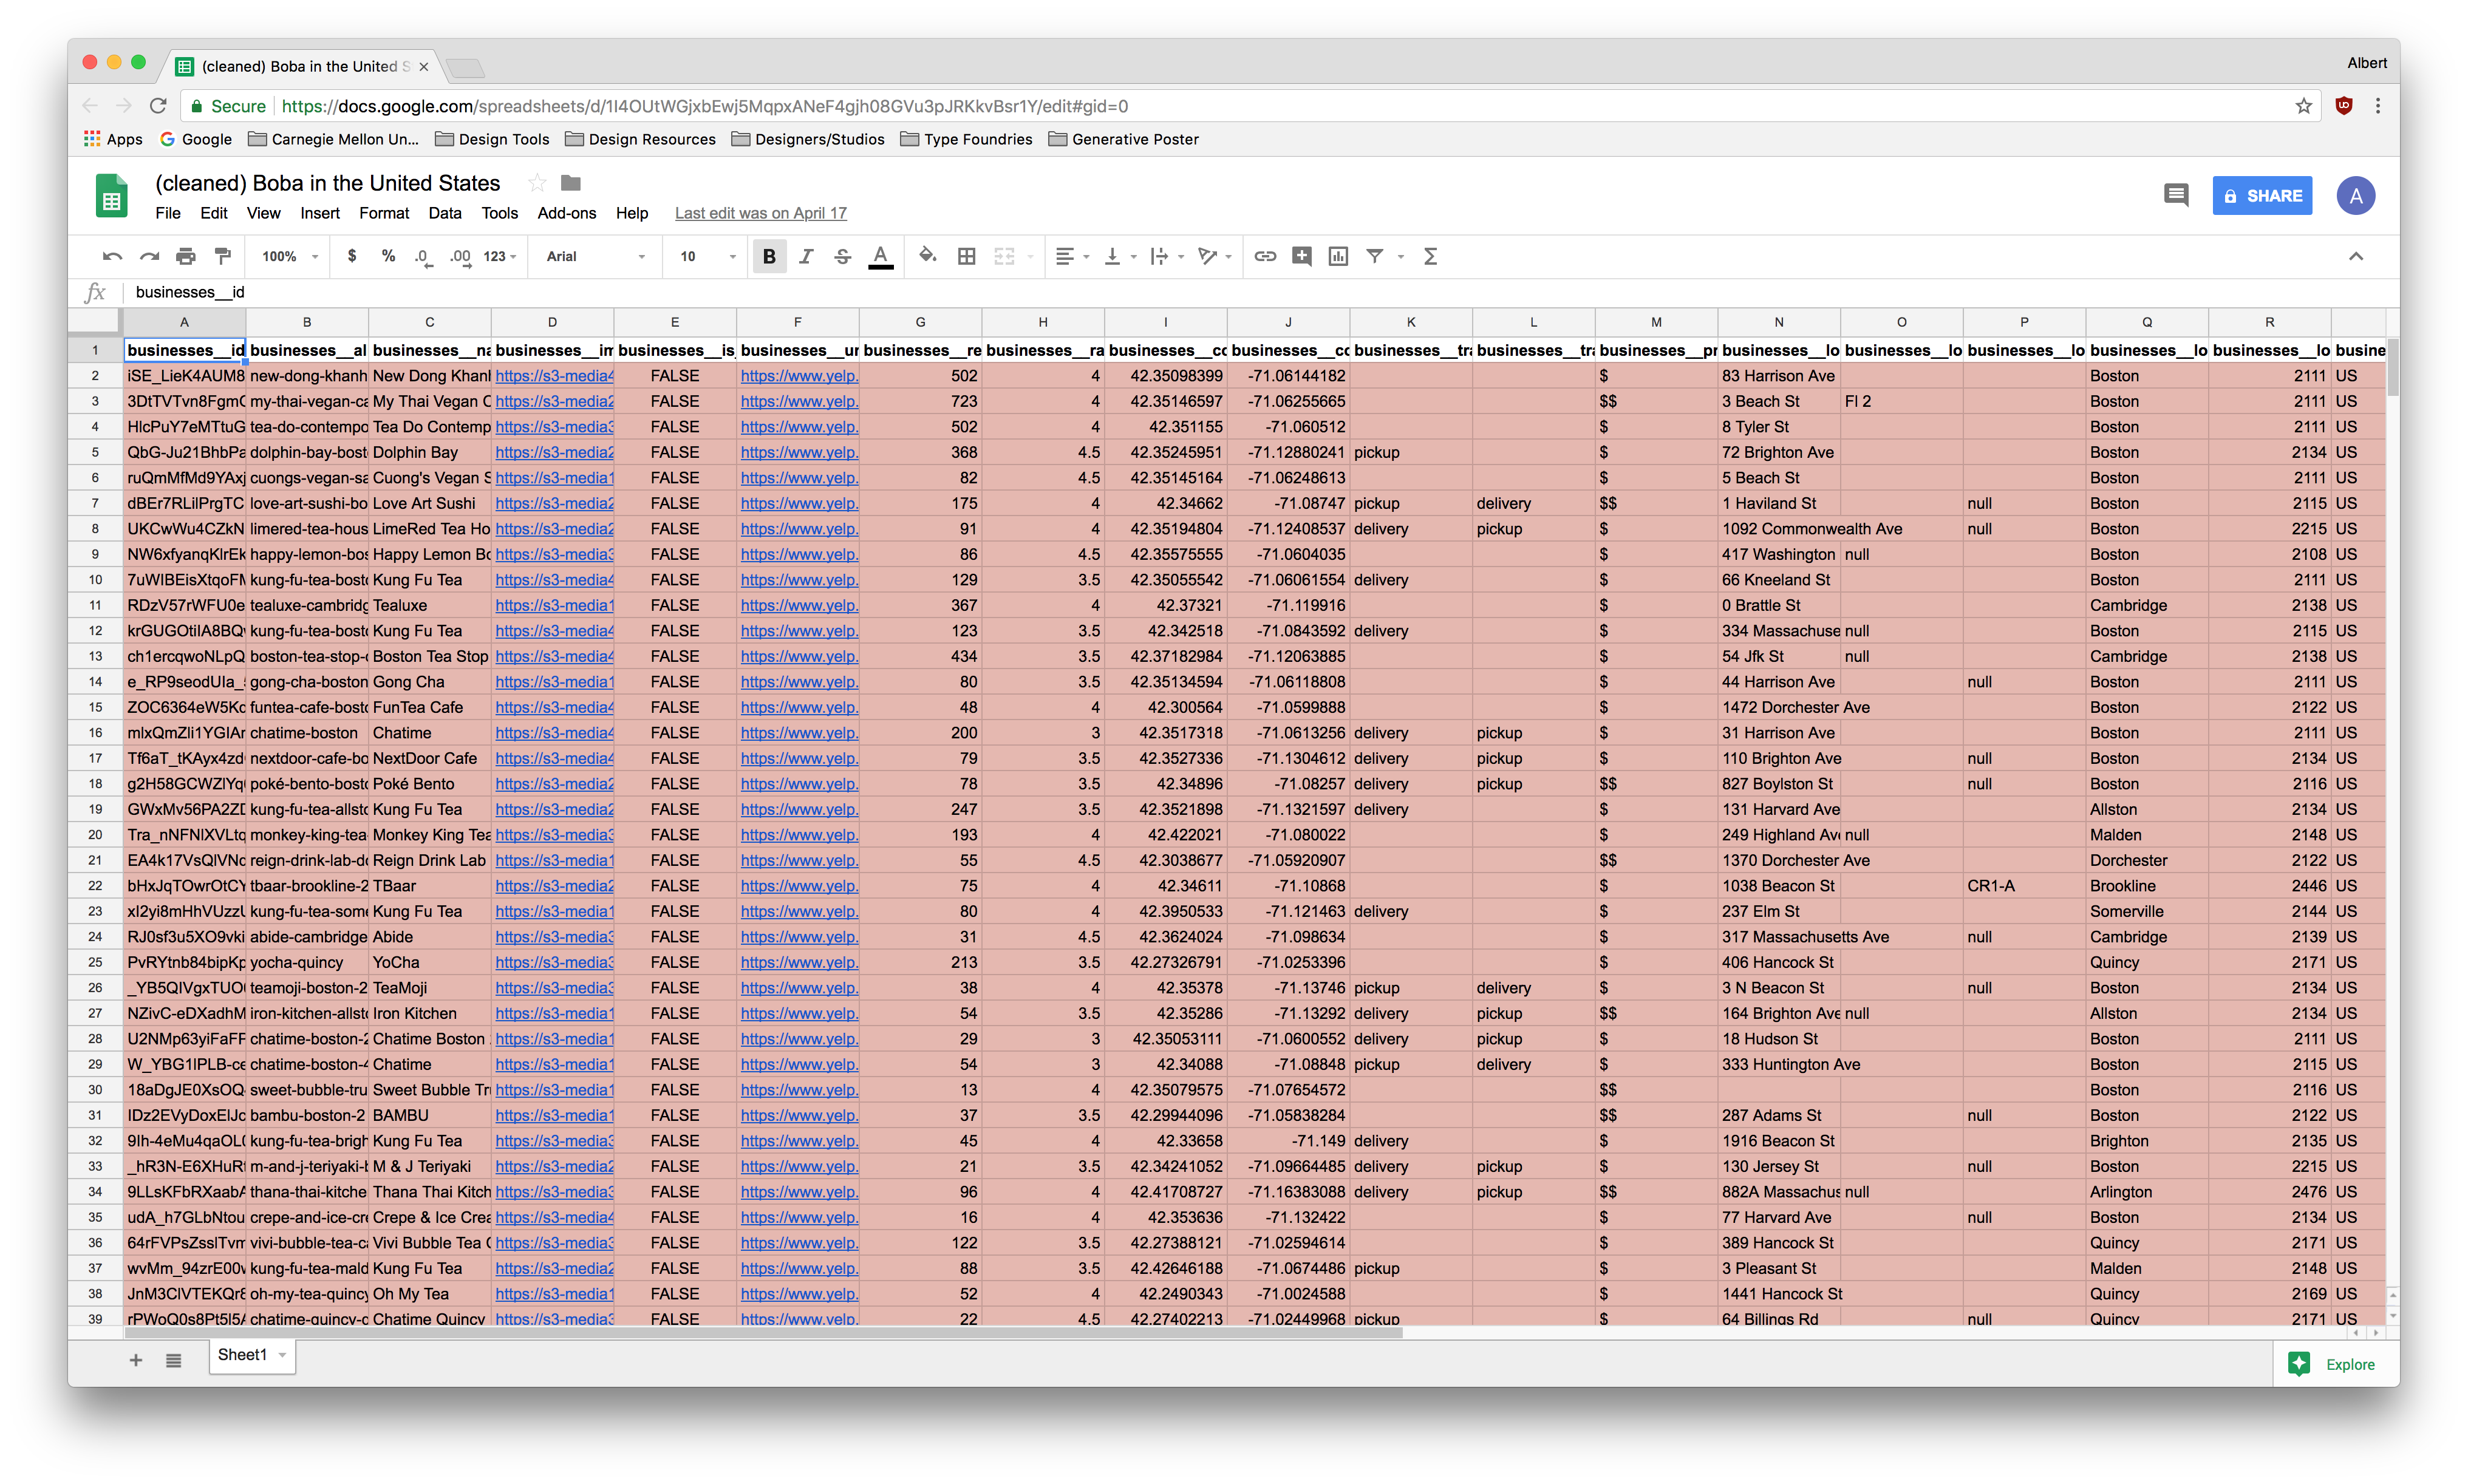 (cleaned) Boba in the United S
Albert
Secure https://docs.google.com/spreadsheets/d/1I4OUtWGjxbEwj5MqpxANeF4gjh08GVu3pJRKkvBsr1Y/edit#gid=0
Apps Google Carnegie Mellon Un... Design Tools Design Resources Designers/Studios Type Foundries Generative Poster
(cleaned) Boba in the United States
File Edit View Insert Format Data Tools Add-ons Help Last edit was on April 17
SHARE A
100% $ % .0 .00 123 Arial 10 B I S A Σ
fx businesses__id
A B C D E F G H I J K L M N O P Q R
1 businesses__id businesses__al businesses__na businesses__im businesses__is_ businesses__ur businesses__re businesses__ra businesses__co businesses__co businesses__tra businesses__tra businesses__pr businesses__lo businesses__lo businesses__lo businesses__lo businesses__lo busine
2 iSE_LieK4AUM8 new-dong-khanh New Dong Khanh https://s3-media4 FALSE https://www.yelp. 502 4 42.35098399 -71.06144182 $ 83 Harrison Ave Boston 2111 US
3 3DtTVTvn8FgmC my-thai-vegan-ca My Thai Vegan C https://s3-media2 FALSE https://www.yelp. 723 4 42.35146597 -71.06255665 $$ 3 Beach St Fl 2 Boston 2111 US
4 HlcPuY7eMTtuG tea-do-contempo Tea Do Contemp https://s3-media3 FALSE https://www.yelp. 502 4 42.351155 -71.060512 $ 8 Tyler St Boston 2111 US
5 QbG-Ju21BhbPa dolphin-bay-bost Dolphin Bay https://s3-media2 FALSE https://www.yelp. 368 4.5 42.35245951 -71.12880241 pickup $ 72 Brighton Ave Boston 2134 US
6 ruQmMfMd9YAxj cuongs-vegan-sa Cuong's Vegan S https://s3-media1 FALSE https://www.yelp. 82 4.5 42.35145164 -71.06248613 $ 5 Beach St Boston 2111 US
7 dBEr7RLilPrgTC love-art-sushi-bo Love Art Sushi https://s3-media2 FALSE https://www.yelp. 175 4 42.34662 -71.08747 pickup delivery $$ 1 Haviland St null Boston 2115 US
8 UKCwWu4CZkN limered-tea-hous LimeRed Tea Ho https://s3-media2 FALSE https://www.yelp. 91 4 42.35194804 -71.12408537 delivery pickup $ 1092 Commonwealth Ave null Boston 2215 US
9 NW6xfyanqKlrEk happy-lemon-bos Happy Lemon Bo https://s3-media3 FALSE https://www.yelp. 86 4.5 42.35575555 -71.0604035 $ 417 Washington null Boston 2108 US
10 7uWIBEisXtqoFM kung-fu-tea-bosto Kung Fu Tea https://s3-media4 FALSE https://www.yelp. 129 3.5 42.35055542 -71.06061554 delivery $ 66 Kneeland St Boston 2111 US
11 RDzV57rWFU0e tealuxe-cambridg Tealuxe https://s3-media1 FALSE https://www.yelp. 367 4 42.37321 -71.119916 $ 0 Brattle St Cambridge 2138 US
12 krGUGOtilA8BQ kung-fu-tea-bosto Kung Fu Tea https://s3-media4 FALSE https://www.yelp. 123 3.5 42.342518 -71.0843592 delivery $ 334 Massachuse null Boston 2115 US
13 ch1ercqwoNLpQ boston-tea-stop-c Boston Tea Stop https://s3-media4 FALSE https://www.yelp. 434 3.5 42.37182984 -71.12063885 $ 54 Jfk St null Cambridge 2138 US
14 e_RP9seodUla_ gong-cha-boston Gong Cha https://s3-media1 FALSE https://www.yelp. 80 3.5 42.35134594 -71.06118808 $ 44 Harrison Ave null Boston 2111 US
15 ZOC6364eW5Kc funtea-cafe-bosto FunTea Cafe https://s3-media4 FALSE https://www.yelp. 48 4 42.300564 -71.0599888 $ 1472 Dorchester Ave Boston 2122 US
16 mlxQmZli1YGIAr chatime-boston Chatime https://s3-media4 FALSE https://www.yelp. 200 3 42.3517318 -71.0613256 delivery pickup $ 31 Harrison Ave Boston 2111 US
17 Tf6aT_tKAyx4zd nextdoor-cafe-bo NextDoor Cafe https://s3-media4 FALSE https://www.yelp. 79 3.5 42.3527336 -71.1304612 delivery pickup $ 110 Brighton Ave null Boston 2134 US
18 g2H58GCWZlYq poké-bento-bosto Poké Bento https://s3-media2 FALSE https://www.yelp. 78 3.5 42.34896 -71.08257 delivery pickup $$ 827 Boylston St null Boston 2116 US
19 GWxMv56PA2ZD kung-fu-tea-allsto Kung Fu Tea https://s3-media2 FALSE https://www.yelp. 247 3.5 42.3521898 -71.1321597 delivery $ 131 Harvard Ave Allston 2134 US
20 Tra_nNFNlXVLtq monkey-king-tea- Monkey King Tea https://s3-media3 FALSE https://www.yelp. 193 4 42.422021 -71.080022 $ 249 Highland Av null Malden 2148 US
21 EA4k17VsQlVNc reign-drink-lab-do Reign Drink Lab https://s3-media1 FALSE https://www.yelp. 55 4.5 42.3038677 -71.05920907 $$ 1370 Dorchester Ave Dorchester 2122 US
22 bHxJqTOwrOtCY tbaar-brookline-2 TBaar https://s3-media2 FALSE https://www.yelp. 75 4 42.34611 -71.10868 $ 1038 Beacon St CR1-A Brookline 2446 US
23 xI2yi8mHhVUzzU kung-fu-tea-some Kung Fu Tea https://s3-media1 FALSE https://www.yelp. 80 4 42.3950533 -71.121463 delivery $ 237 Elm St Somerville 2144 US
24 RJ0sf3u5XO9vki abide-cambridge Abide https://s3-media3 FALSE https://www.yelp. 31 4.5 42.3624024 -71.098634 $ 317 Massachusetts Ave null Cambridge 2139 US
25 PvRYtnb84bipKp yocha-quincy YoCha https://s3-media3 FALSE https://www.yelp. 213 3.5 42.27326791 -71.0253396 $ 406 Hancock St Quincy 2171 US
26 _YB5QlVgxTUO teamoji-boston-2 TeaMoji https://s3-media3 FALSE https://www.yelp. 38 4 42.35378 -71.13746 pickup delivery $ 3 N Beacon St null Boston 2134 US
27 NZivC-eDXadhM iron-kitchen-allsto Iron Kitchen https://s3-media1 FALSE https://www.yelp. 54 3.5 42.35286 -71.13292 delivery pickup $$ 164 Brighton Ave null Allston 2134 US
28 U2NMp63yiFaFF chatime-boston-2 Chatime Boston https://s3-media1 FALSE https://www.yelp. 29 3 42.35053111 -71.0600552 delivery pickup $ 18 Hudson St Boston 2111 US
29 W_YBG1lPLB-ce chatime-boston-4 Chatime https://s3-media1 FALSE https://www.yelp. 54 3 42.34088 -71.08848 pickup delivery $ 333 Huntington Ave Boston 2115 US
30 18aDgJE0XsOQ- sweet-bubble-tru Sweet Bubble Tr https://s3-media1 FALSE https://www.yelp. 13 4 42.35079575 -71.07654572 $$ Boston 2116 US
31 IDz2EVyDoxElJc bambu-boston-2 BAMBU https://s3-media1 FALSE https://www.yelp. 37 3.5 42.29944096 -71.05838284 $$ 287 Adams St null Boston 2122 US
32 9Ih-4eMu4qaOL kung-fu-tea-brigh Kung Fu Tea https://s3-media3 FALSE https://www.yelp. 45 4 42.33658 -71.149 delivery $ 1916 Beacon St Brighton 2135 US
33 _hR3N-E6XHuR m-and-j-teriyaki-b M & J Teriyaki https://s3-media2 FALSE https://www.yelp. 21 3.5 42.34241052 -71.09664485 delivery pickup $ 130 Jersey St null Boston 2215 US
34 9LLsKFbRXaabA thana-thai-kitche Thana Thai Kitch https://s3-media3 FALSE https://www.yelp. 96 4 42.41708727 -71.16383088 delivery pickup $$ 882A Massachus null Arlington 2476 US
35 udA_h7GLbNtou crepe-and-ice-cre Crepe & Ice Crea https://s3-media4 FALSE https://www.yelp. 16 4 42.353636 -71.132422 $ 77 Harvard Ave null Boston 2134 US
36 64rFVPsZsslTvm vivi-bubble-tea-ca Vivi Bubble Tea C https://s3-media3 FALSE https://www.yelp. 122 3.5 42.27388121 -71.02594614 $ 389 Hancock St Quincy 2171 US
37 wvMm_94zrE00 kung-fu-tea-mald Kung Fu Tea https://s3-media2 FALSE https://www.yelp. 88 3.5 42.42646188 -71.0674486 pickup $ 3 Pleasant St Malden 2148 US
38 JnM3ClVTEKQr8 oh-my-tea-quincy Oh My Tea https://s3-media1 FALSE https://www.yelp. 52 4 42.2490343 -71.0024588 $ 1441 Hancock St Quincy 2169 US
39 rPWoQ0s8Pt5l5A chatime-quincy-q Chatime Quincy https://s3-media3 FALSE https://www.yelp. 22 4.5 42.27402213 -71.02449968 pickup $ 64 Billings Rd null Quincy 2171 US
Sheet1
Explore